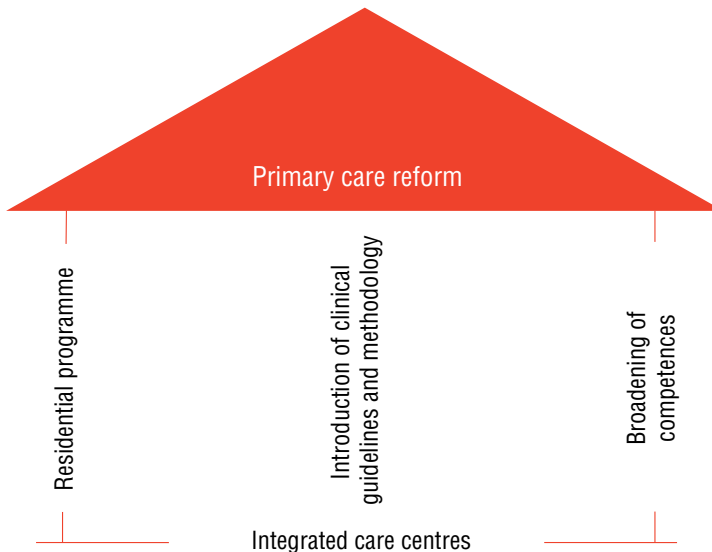 Primary care reform
Residential programme
Introduction of clinical
guidelines and methodology
Broadening of
competences
Integrated care centres